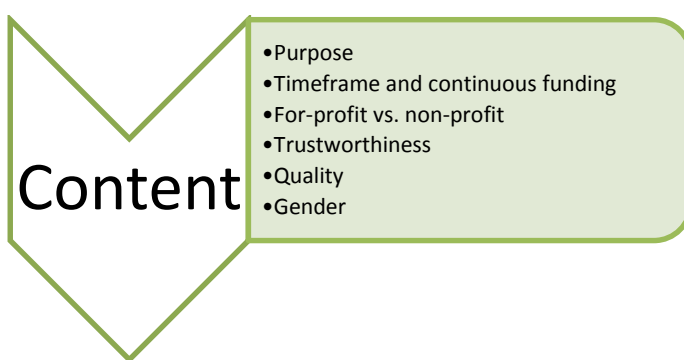 Content
•Purpose
•Timeframe and continuous funding
•For-profit vs. non-profit
•Trustworthiness
•Quality
•Gender